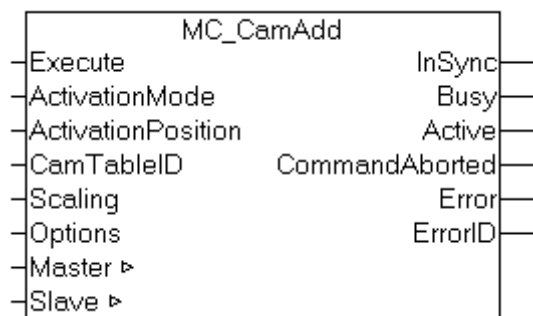 MC_CamAdd
Execute InSync
ActivationMode Busy
ActivationPosition Active
CamTableID CommandAborted
Scaling Error
Options ErrorID
Master ▹
Slave ▹